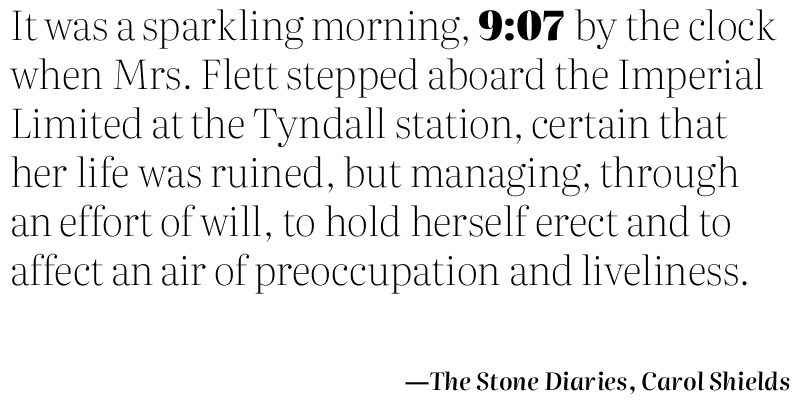 It was a sparkling morning, 9:07 by the clock
when Mrs. Flett stepped aboard the Imperial
Limited at the Tyndall station, certain that
her life was ruined, but managing, through
an effort of will, to hold herself erect and to
affect an air of preoccupation and liveliness.
—The Stone Diaries, Carol Shields